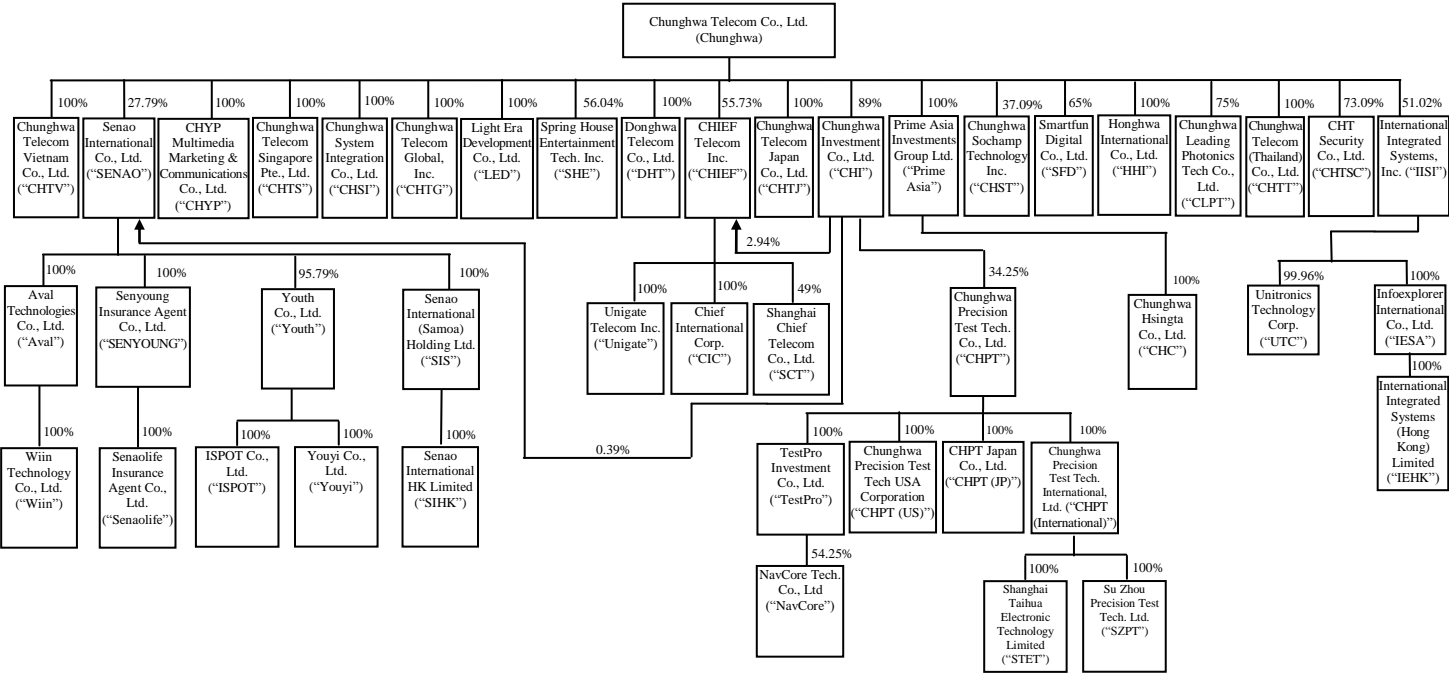 Chunghwa Telecom Co., Ltd.
(Chunghwa)
100%
27.79%
100%
100%
100%
100%
100%
56.04%
100%
55.73%
100%
89%
100%
37.09%
65%
100%
75%
100%
73.09%
51.02%
Chunghwa
Telecom
Vietnam
Co., Ltd.
(“CHTV”)
Senao
International
Co., Ltd.
(“SENAO”)
CHYP
Multimedia
Marketing &
Communications
Co., Ltd.
(“CHYP”)
Chunghwa
Telecom
Singapore
Pte., Ltd.
(“CHTS”)
Chunghwa
System
Integration
Co., Ltd.
(“CHSI”)
Chunghwa
Telecom
Global,
Inc.
(“CHTG”)
Light Era
Development
Co., Ltd.
(“LED”)
Spring House
Entertainment
Tech. Inc.
(“SHE”)
Donghwa
Telecom
Co., Ltd.
(“DHT”)
CHIEF
Telecom
Inc.
(“CHIEF”)
Chunghwa
Telecom
Japan
Co., Ltd.
(“CHTJ”)
Chunghwa
Investment
Co., Ltd.
(“CHI”)
Prime Asia
Investments
Group Ltd.
(“Prime
Asia”)
Chunghwa
Sochamp
Technology
Inc.
(“CHST”)
Smartfun
Digital
Co., Ltd.
(“SFD”)
Honghwa
International
Co., Ltd.
(“HHI”)
Chunghwa
Leading
Photonics
Tech Co.,
Ltd.
(“CLPT”)
Chunghwa
Telecom
(Thailand)
Co., Ltd.
(“CHTT”)
CHT
Security
Co., Ltd.
(“CHTSC”)
International
Integrated
Systems,
Inc. (“IISI”)
2.94%
100%
100%
95.79%
100%
100%
100%
49%
34.25%
100%
99.96%
100%
Aval
Technologies
Co., Ltd.
(“Aval”)
Senyoung
Insurance Agent
Co., Ltd.
(“SENYOUNG”)
Youth
Co., Ltd.
(“Youth”)
Senao
International
(Samoa)
Holding Ltd.
(“SIS”)
Unigate
Telecom Inc.
(“Unigate”)
Chief
International
Corp.
(“CIC”)
Shanghai
Chief
Telecom
Co., Ltd.
(“SCT”)
Chunghwa
Precision
Test Tech.
Co., Ltd.
(“CHPT”)
Chunghwa
Hsingta
Co., Ltd.
(“CHC”)
Unitronics
Technology
Corp.
(“UTC”)
Infoexplorer
International
Co., Ltd.
(“IESA”)
100%
International
Integrated
Systems
(Hong
Kong)
Limited
(“IEHK”)
100%
100%
100%
100%
100%
0.39%
100%
100%
100%
100%
Wiin
Technology
Co., Ltd.
(“Wiin”)
Senaolife
Insurance
Agent Co.,
Ltd.
(“Senaolife”)
ISPOT Co.,
Ltd.
(“ISPOT”)
Youyi Co.,
Ltd.
(“Youyi”)
Senao
International
HK Limited
(“SIHK”)
TestPro
Investment
Co., Ltd.
(“TestPro”)
Chunghwa
Precision Test
Tech USA
Corporation
(“CHPT (US)”)
CHPT Japan
Co., Ltd.
(“CHPT (JP)”)
Chunghwa
Precision
Test Tech.
International,
Ltd. (“CHPT
(International)”)
54.25%
100%
100%
NavCore Tech.
Co., Ltd
(“NavCore”)
Shanghai
Taihua
Electronic
Technology
Limited
(“STET”)
Su Zhou
Precision Test
Tech. Ltd.
(“SZPT”)